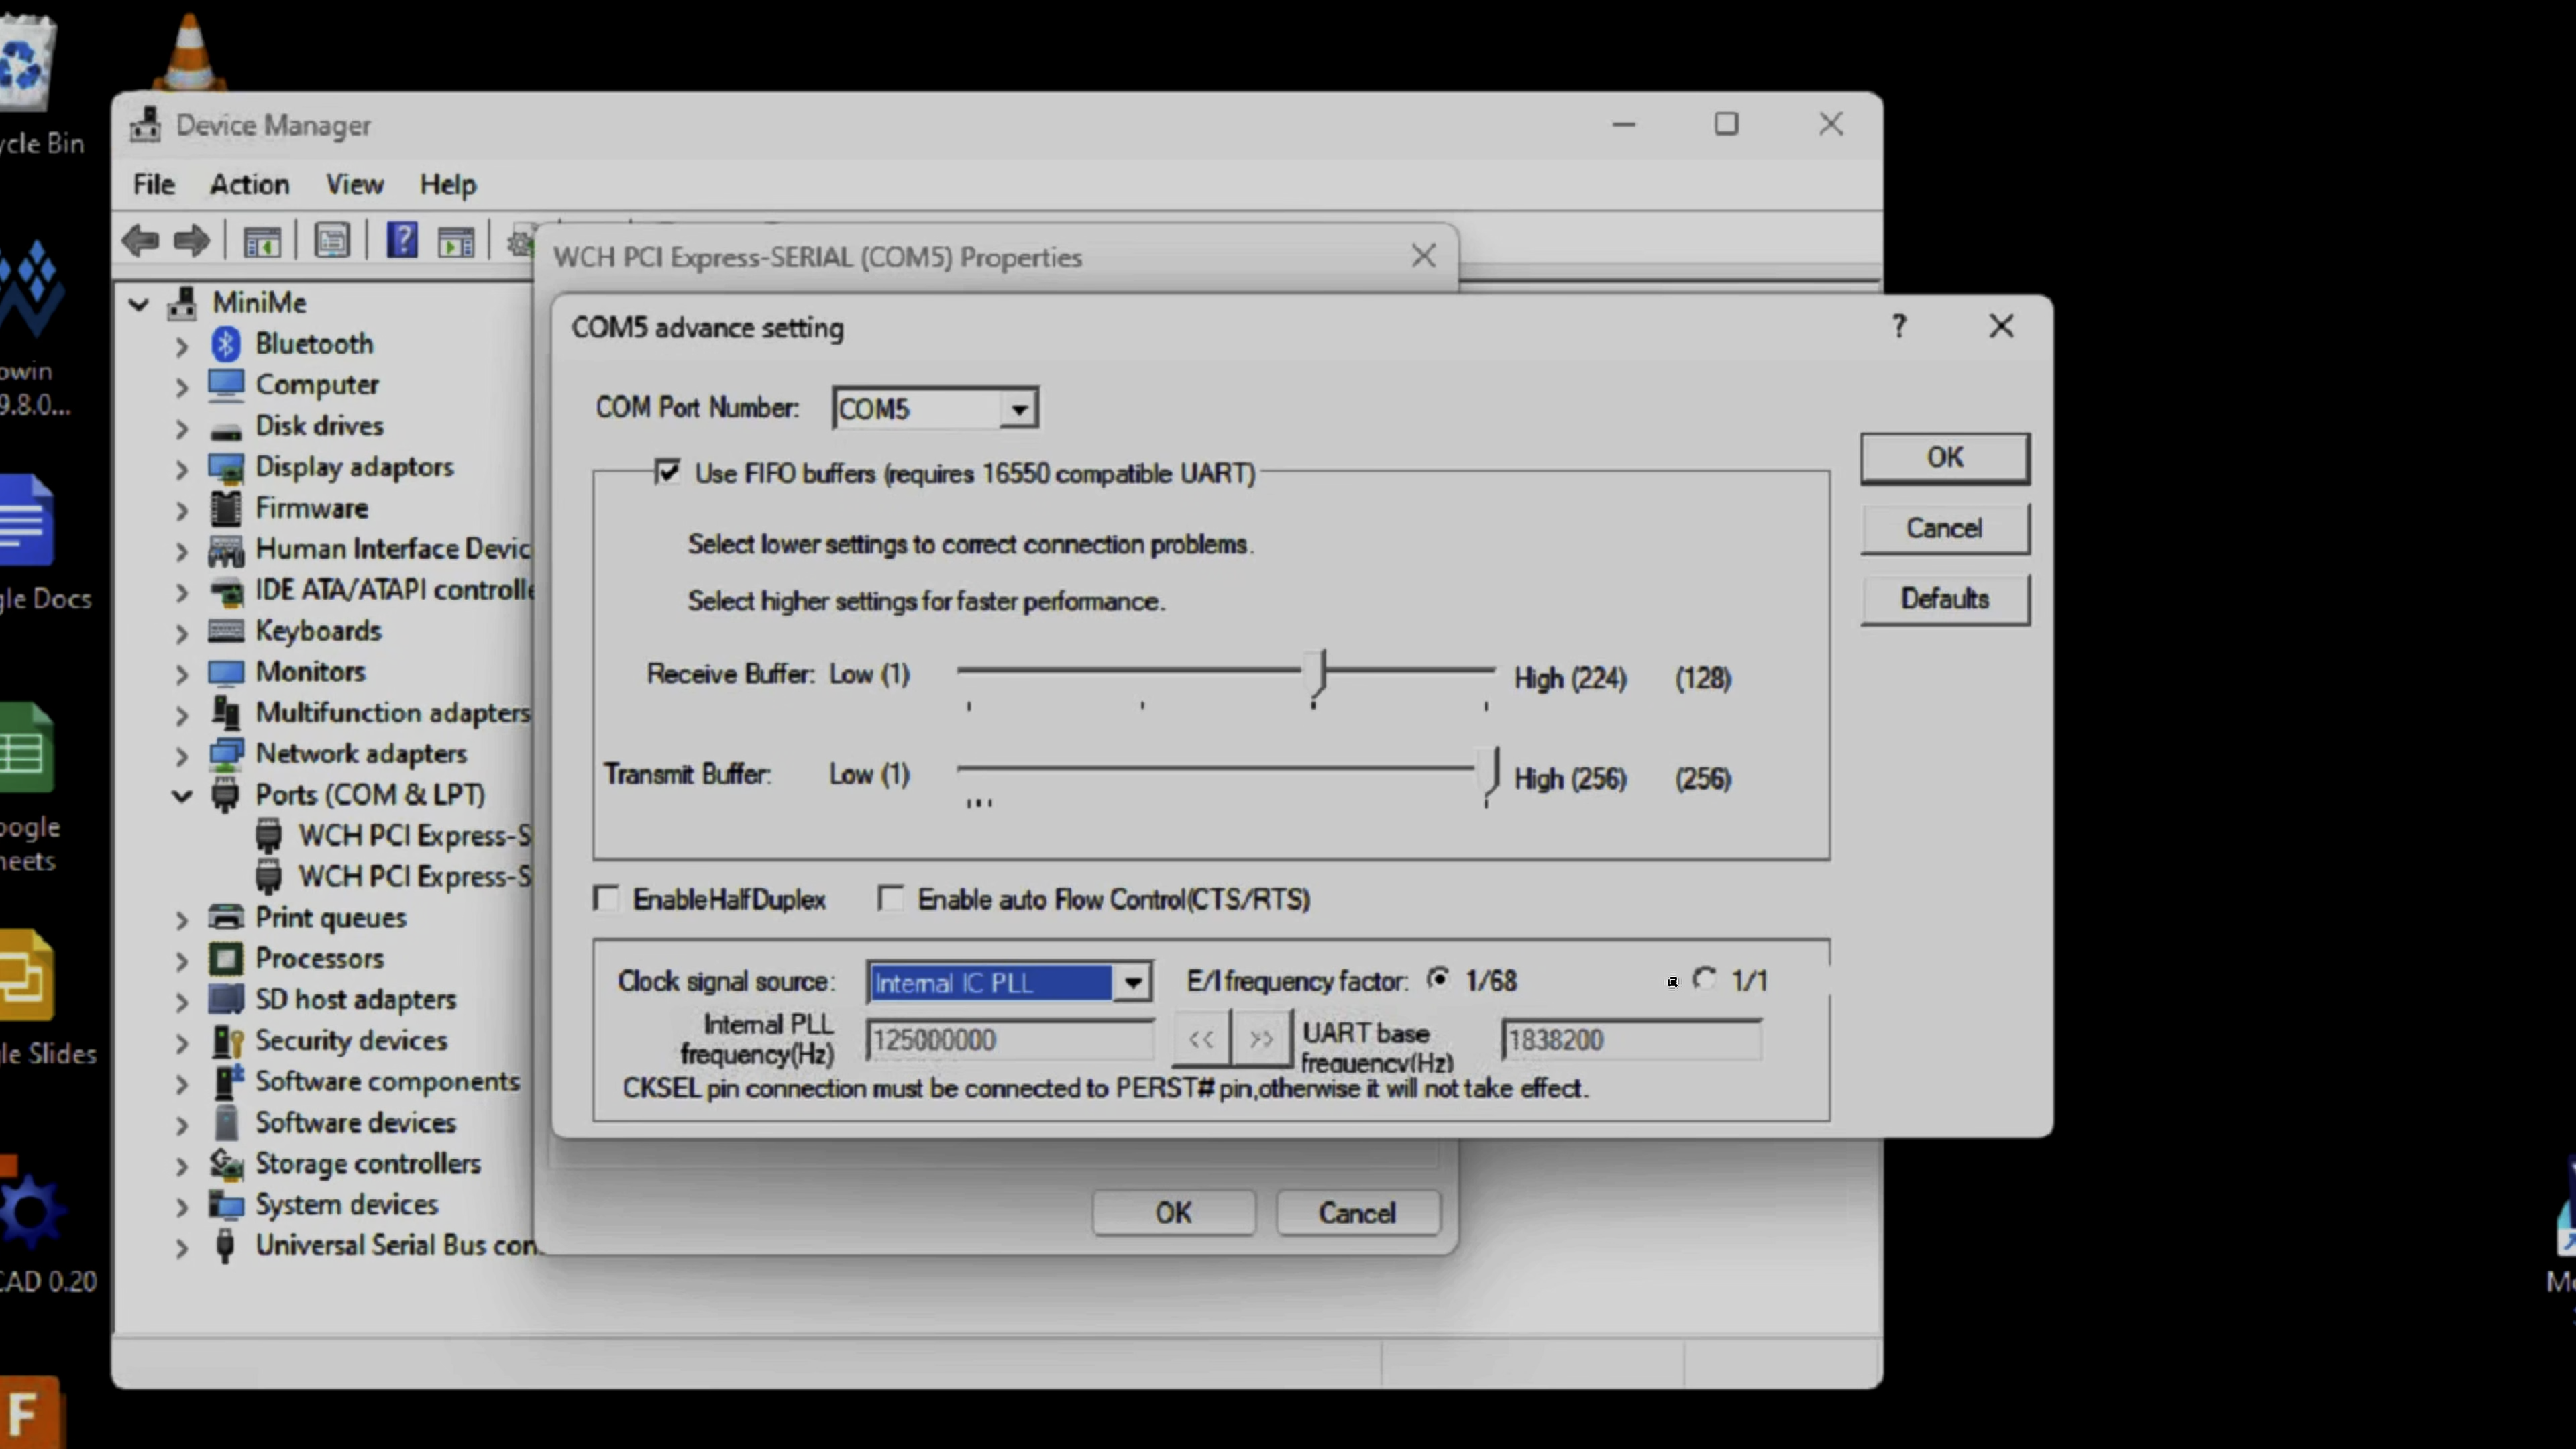 ycle Bin
Device Manager
File Action View Help
WCH PCI Express-SERIAL (COM5) Properties
MiniMe
Bluetooth
Computer
Disk drives
Display adaptors
Firmware
Human Interface Devic
IDE ATA/ATAPI controlle
Keyboards
Monitors
Multifunction adapters
Network adapters
Ports (COM & LPT)
WCH PCI Express-S
WCH PCI Express-S
Print queues
Processors
SD host adapters
Security devices
Software components
Software devices
Storage controllers
System devices
Universal Serial Bus con
COM5 advance setting
?
COM Port Number: COM5
Use FIFO buffers (requires 16550 compatible UART)
Select lower settings to correct connection problems.
Select higher settings for faster performance.
Receive Buffer: Low (1) High (224) (128)
Transmit Buffer: Low (1) High (256) (256)
EnableHalfDuplex Enable auto Flow Control(CTS/RTS)
Clock signal source: Internal IC PLL E/I frequency factor: 1/68 1/1
Internal PLL
frequency(Hz) 125000000 << >> UART base
frequency(Hz) 1838200
CKSEL pin connection must be connected to PERST# pin,otherwise it will not take effect.
OK
Cancel
Defaults
OK Cancel
owin
9.8.0...
gle Docs
oogle
heets
le Slides
CAD 0.20
F